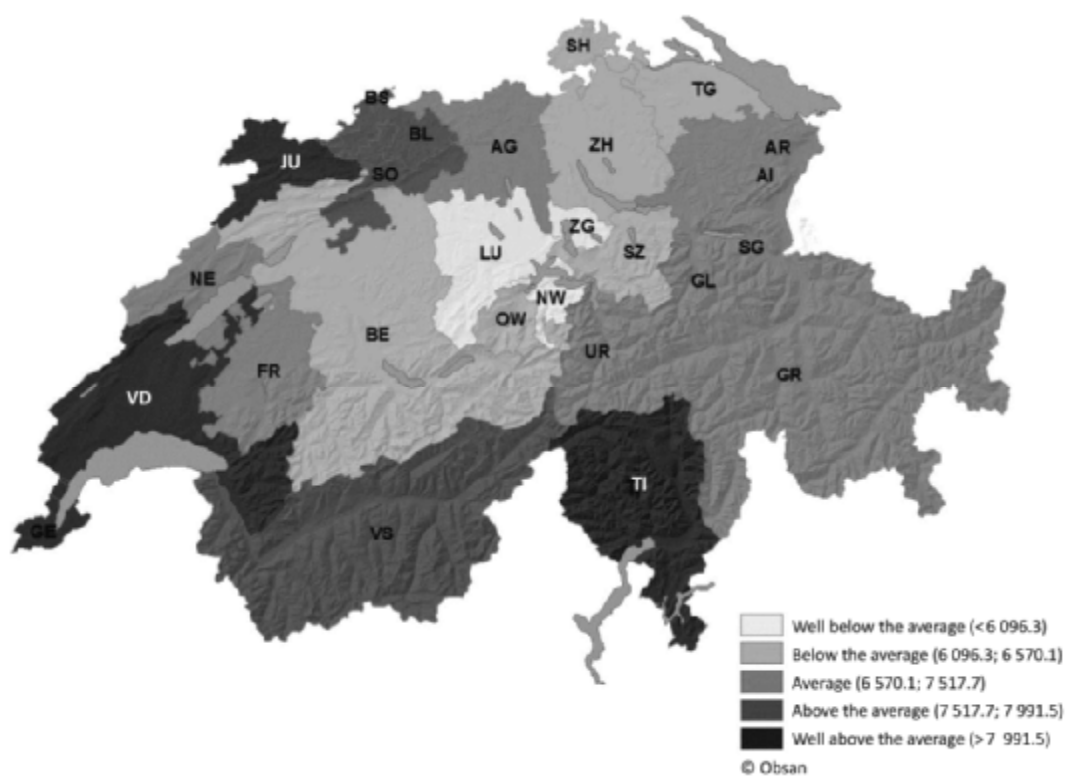 SH
TG
BS
BL
AG
ZH
AR
JU
SO
AI
LU
ZG
SZ
SG
NE
GL
NW
OW
BE
UR
FR
GR
VD
TI
GE
VS
Well below the average (<6 096.3)
Below the average (6 096.3; 6 570.1)
Average (6 570.1; 7 517.7)
Above the average (7 517.7; 7 991.5)
Well above the average (>7 991.5)
© Obsan